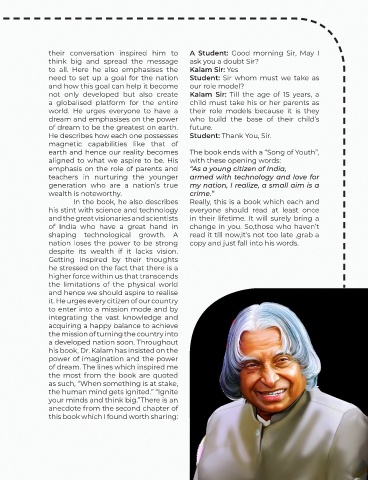 their conversation inspired him to
think big and spread the message
to all. Here he also emphasises the
need to set up a goal for the nation
and how this goal can help it become
not only developed but also create
a globalised platform for the entire
world. He urges everyone to have a
dream and emphasises on the power
of dream to be the greatest on earth.
He describes how each one possesses
magnetic capabilities like that of
earth and hence our reality becomes
aligned to what we aspire to be. His
emphasis on the role of parents and
teachers in nurturing the younger
generation who are a nation's true
wealth is noteworthy.
In the book, he also describes
his stint with science and technology
and the great visionaries and scientists
of India who have a great hand in
shaping technological growth. A
nation loses the power to be strong
despite its wealth if it lacks vision.
Getting inspired by their thoughts
he stressed on the fact that there is a
higher force within us that transcends
the limitations of the physical world
and hence we should aspire to realise
it. He urges every citizen of our country
to enter into a mission mode and by
integrating the vast knowledge and
acquiring a happy balance to achieve
the mission of turning the country into
a developed nation soon. Throughout
his book, Dr. Kalam has insisted on the
power of imagination and the power
of dream. The lines which inspired me
the most from the book are quoted
as such, "When something is at stake,
the human mind gets ignited." "Ignite
your minds and think big."There is an
anecdote from the second chapter of
this book which I found worth sharing:
A Student: Good morning Sir, May I
ask you a doubt Sir?
Kalam Sir: Yes
Student: Sir whom must we take as
our role model?
Kalam Sir: Till the age of 15 years, a
child must take his or her parents as
their role models because it is they
who build the base of their child's
future.
Student: Thank You, Sir.
The book ends with a "Song of Youth",
with these opening words:
"As a young citizen of India,
armed with technology and love for
my nation, I realize, a small aim is a
crime."
Really, this is a book which each and
everyone should read at least once
in their lifetime. It will surely bring a
change in you. So,those who haven't
read it till now,it's not too late ,grab a
copy and just fall into his words.